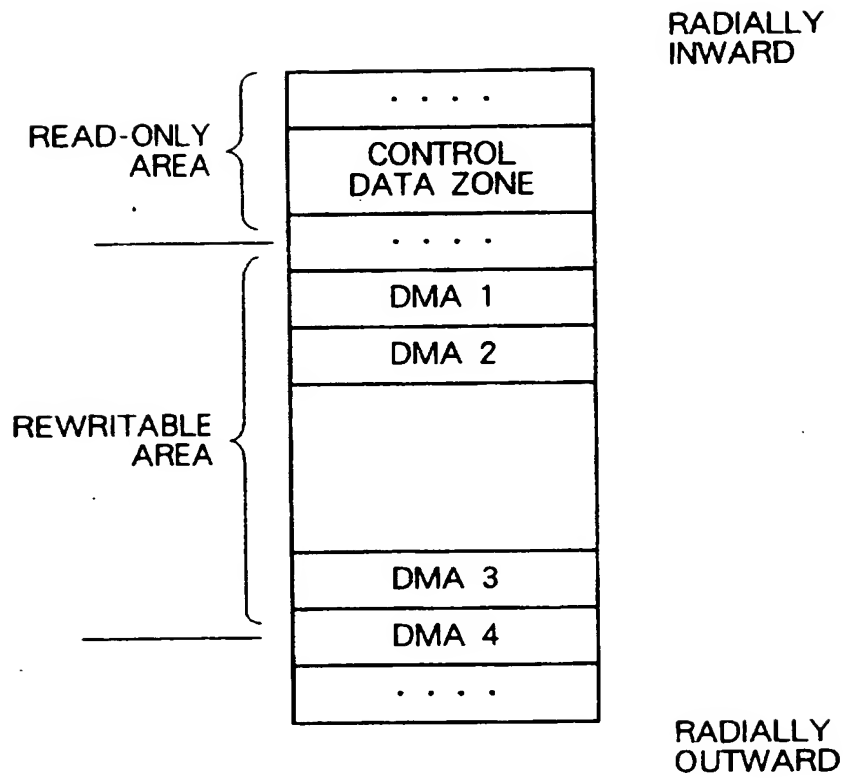 RADIALLY
INWARD
. . . .
READ-ONLY
AREA
CONTROL
DATA ZONE
. . . .
DMA 1
DMA 2
REWRITABLE
AREA
DMA 3
DMA 4
. . . .
RADIALLY
OUTWARD